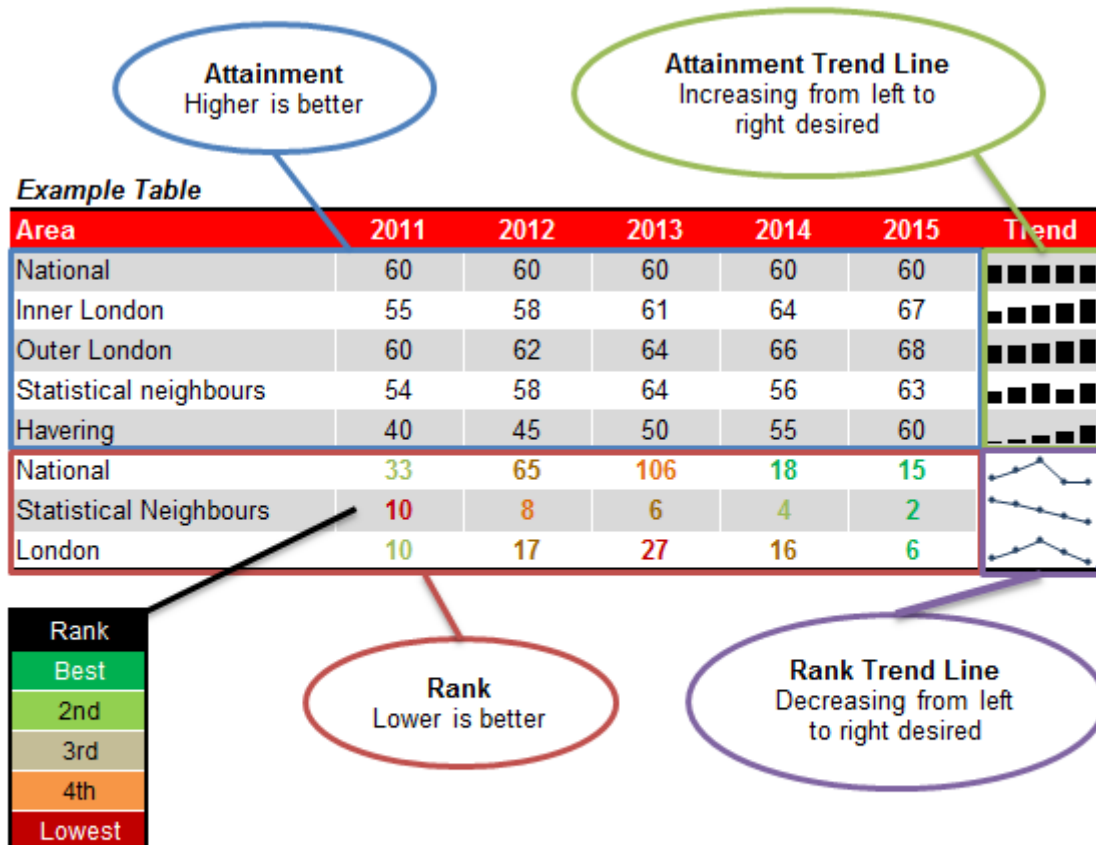 Attainment
Higher is better
Attainment Trend Line
Increasing from left to
right desired
Example Table
Area 2011 2012 2013 2014 2015 Trend
National 60 60 60 60 60
Inner London 55 58 61 64 67
Outer London 60 62 64 66 68
Statistical neighbours 54 58 64 56 63
Havering 40 45 50 55 60
National 33 65 106 18 15
Statistical Neighbours 10 8 6 4 2
London 10 17 27 16 6
Rank
Best
2nd
3rd
4th
Lowest
Rank
Lower is better
Rank Trend Line
Decreasing from left
to right desired